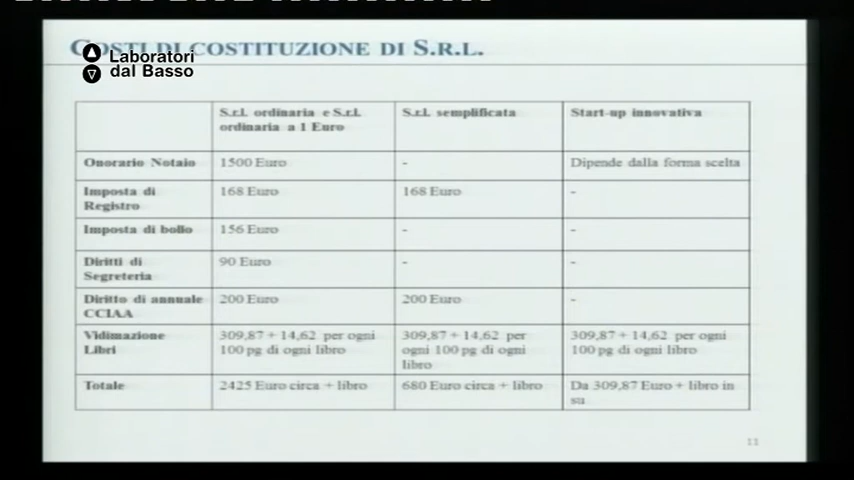 COSTI DI COSTITUZIONE DI S.R.L.
Laboratori
dal Basso
S.r.l. ordinaria e S.r.l.
ordinaria a 1 Euro
S.r.l. semplificata
Start-up innovativa
Onorario Notaio
1500 Euro
-
Dipende dalla forma scelta
Imposta di
Registro
168 Euro
168 Euro
-
Imposta di bollo
156 Euro
-
-
Diritti di
Segreteria
90 Euro
-
-
Diritto di annuale
CCIAA
200 Euro
200 Euro
-
Vidimazione
Libri
309,87 + 14,62 per ogni
100 pg di ogni libro
309,87 + 14,62 per
ogni 100 pg di ogni
libro
309,87 + 14,62 per ogni
100 pg di ogni libro
Totale
2425 Euro circa + libro
680 Euro circa + libro
Da 309,87 Euro + libro in
su
11